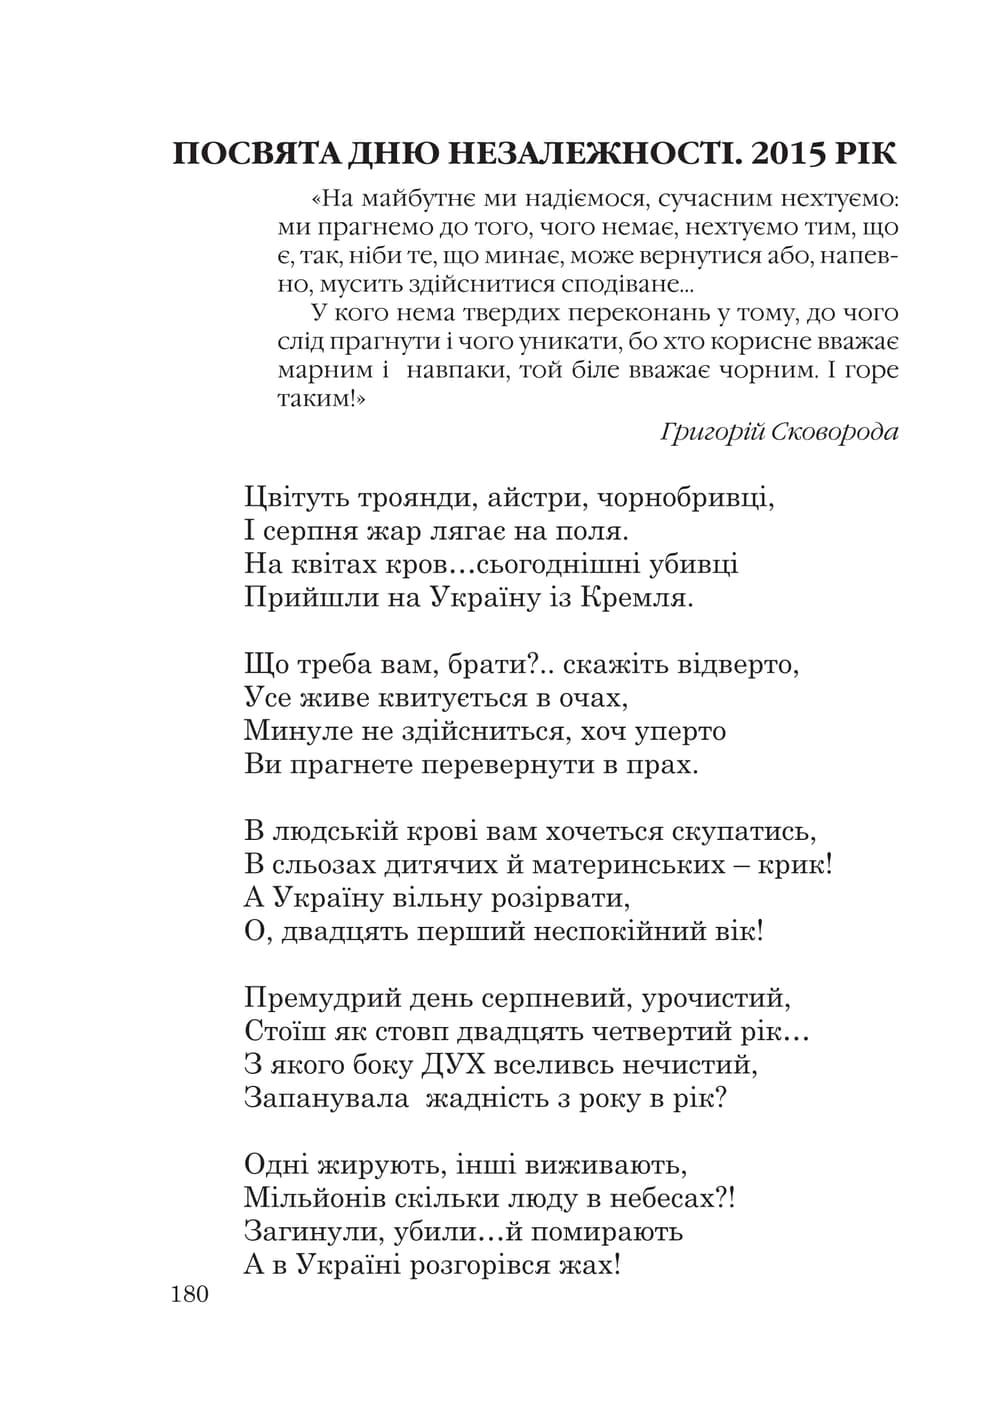 ПОСВЯТА ДНЮ НЕЗАЛЕЖНОСТІ. 2015 РІК
«На майбутнє ми надіємося, сучасним нехтуємо:
ми прагнемо до того, чого немає, нехтуємо тим, що
є, так, ніби те, що минає, може вернутися або, напев-
но, мусить здійснитися сподіване...
У кого нема твердих переконань у тому, до чого
слід прагнути і чого уникати, бо хто корисне вважає
марним і  навпаки, той біле вважає чорним. І горе
таким!»
Григорій Сковорода
Цвітуть троянди, айстри, чорнобривці,
І серпня жар лягає на поля.
На квітах кров…сьогоднішні убивці
Прийшли на Україну із Кремля.

Що треба вам, брати?.. скажіть відверто,
Усе живе квитується в очах,
Минуле не здійсниться, хоч уперто
Ви прагнете перевернути в прах.

В людській крові вам хочеться скупатись,
В сльозах дитячих й материнських – крик!
А Україну вільну розірвати,
О, двадцять перший неспокійний вік!

Премудрий день серпневий, урочистий,
Стоїш як стовп двадцять четвертий рік…
З якого боку ДУХ вселивсь нечистий,
Запанувала  жадність з року в рік?

Одні жирують, інші виживають,
Мільйонів скільки люду в небесах?!
Загинули, убили…й помирають
А в Україні розгорівся жах!
180